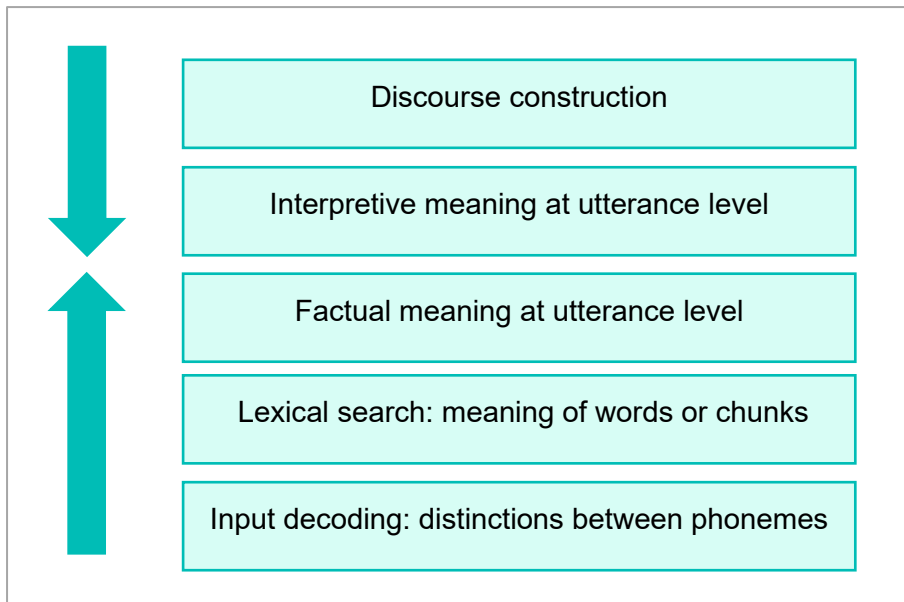 Discourse construction
Interpretive meaning at utterance level
Factual meaning at utterance level
Lexical search: meaning of words or chunks
Input decoding: distinctions between phonemes